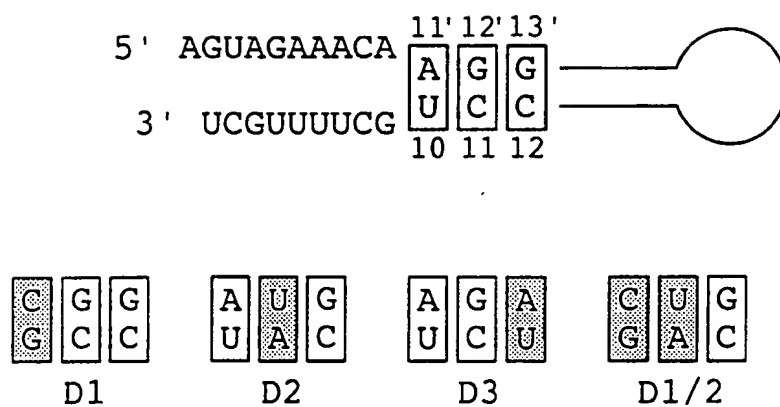 11' 12' 13'
5' AGUAGAAACA A G G
3' UCGUUUUCG U C C
10 11 12
C G G A U G A G A C U G
G C C U A C U C U G A C
D1 D2 D3 D1/2